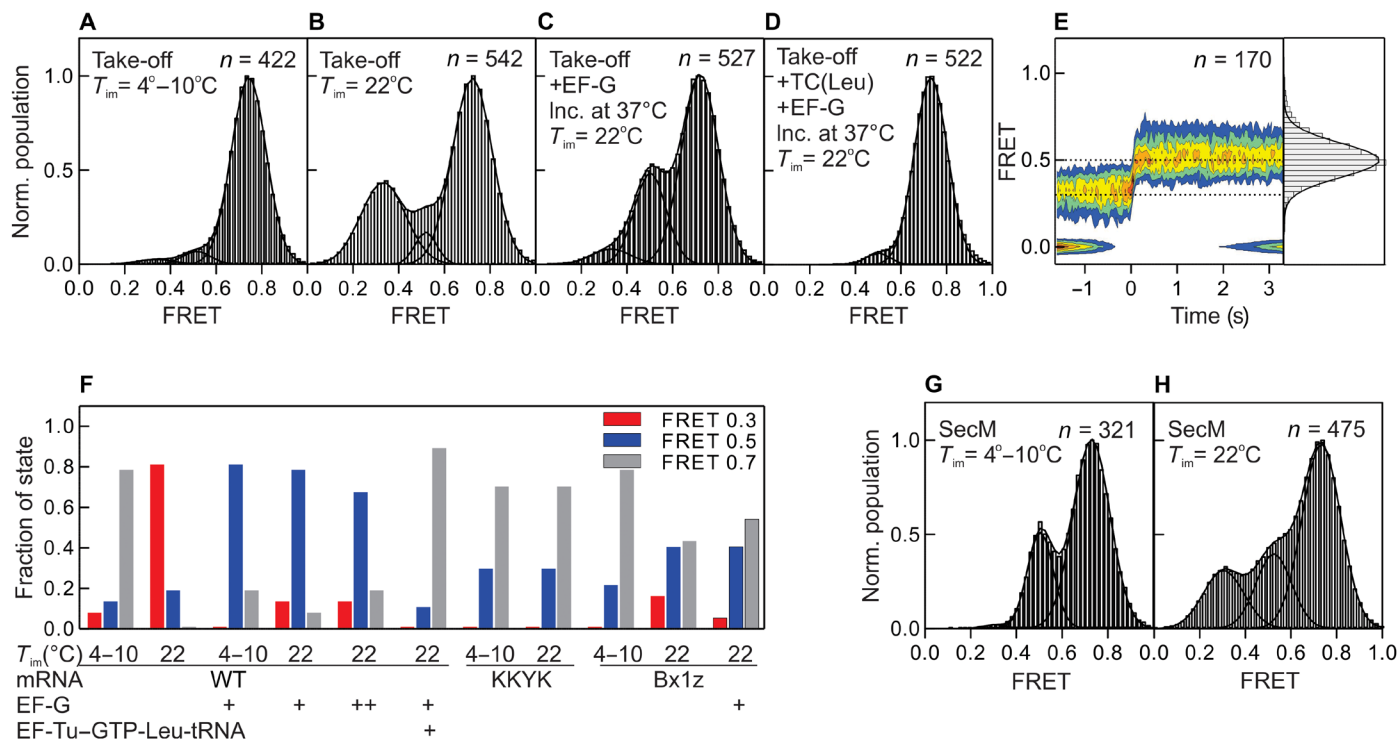 A
Take-off
T im = 4°–10°C
n = 422
B
Take-off
T im = 22°C
n = 542
C
Take-off
+EF-G
Inc. at 37°C
T im = 22°C
n = 527
D
Take-off
+TC(Leu)
+EF-G
Inc. at 37°C
T im = 22°C
n = 522
E
n = 170
Norm. population
1.0
0.5
0.0
0.0 0.2 0.4 0.6 0.8 0.0 0.2 0.4 0.6 0.8 0.0 0.2 0.4 0.6 0.8 0.0 0.2 0.4 0.6 0.8 1.0
FRET FRET FRET FRET
FRET
1.0
0.5
0.0
−1 0 1 2 3
Time (s)
F
Fraction of state
1.0
0.8
0.6
0.4
0.2
0.0
FRET 0.3
FRET 0.5
FRET 0.7
T im (°C) 4–10 22 4–10 22 22 22 4–10 22 4–10 22 22
mRNA WT KKYK Bx1z
EF-G + + ++ + +
EF-Tu–GTP-Leu-tRNA +
G
SecM
T im = 4°–10°C
n = 321
H
SecM
T im = 22°C
n = 475
Norm. population
1.0
0.5
0.0
0.0 0.2 0.4 0.6 0.8 0.0 0.2 0.4 0.6 0.8 1.0
FRET FRET